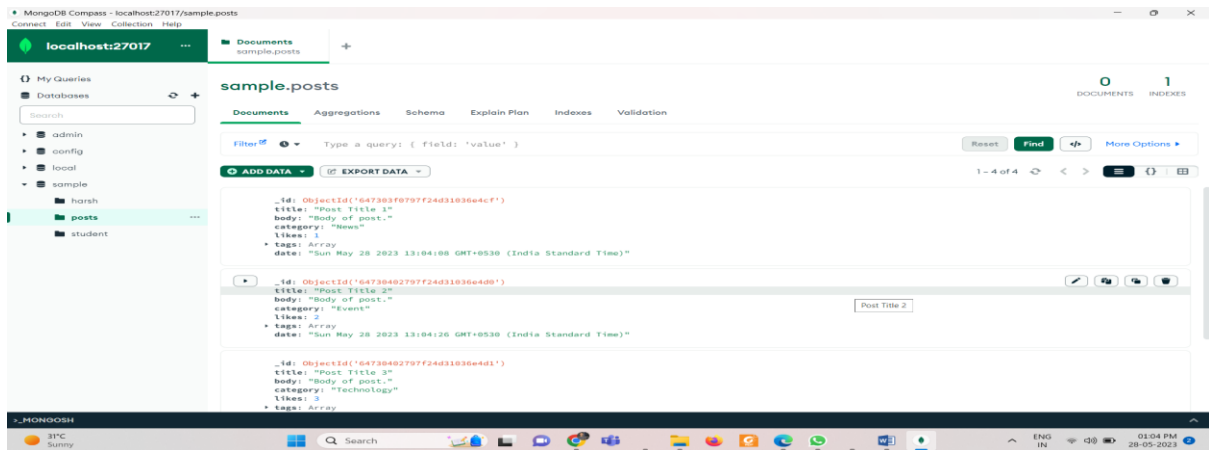 MongoDB Compass - localhost:27017/sample.posts
Connect Edit View Collection Help
localhost:27017 ...
Documents
sample.posts
+
{} My Queries
Databases
Search
admin
config
local
sample
harsh
posts ...
student
sample.posts
0 1
DOCUMENTS INDEXES
Documents Aggregations Schema Explain Plan Indexes Validation
Filter Type a query: { field: 'value' } Reset Find </> More Options
ADD DATA EXPORT DATA 1 – 4 of 4 < > {}
_id: ObjectId('647303f0797f24d31036e4cf')
title: "Post Title 1"
body: "Body of post."
category: "News"
likes: 1
tags: Array
date: "Sun May 28 2023 13:04:08 GMT+0530 (India Standard Time)"
_id: ObjectId('64730402797f24d31036e4d0')
title: "Post Title 2"
body: "Body of post."
category: "Event"
likes: 2
tags: Array
date: "Sun May 28 2023 13:04:26 GMT+0530 (India Standard Time)"
Post Title 2
_id: ObjectId('64730402797f24d31036e4d1')
title: "Post Title 3"
body: "Body of post."
category: "Technology"
likes: 3
tags: Array
>_MONGOSH
31°C
Sunny
Search
ENG
IN
01:04 PM
28-05-2023